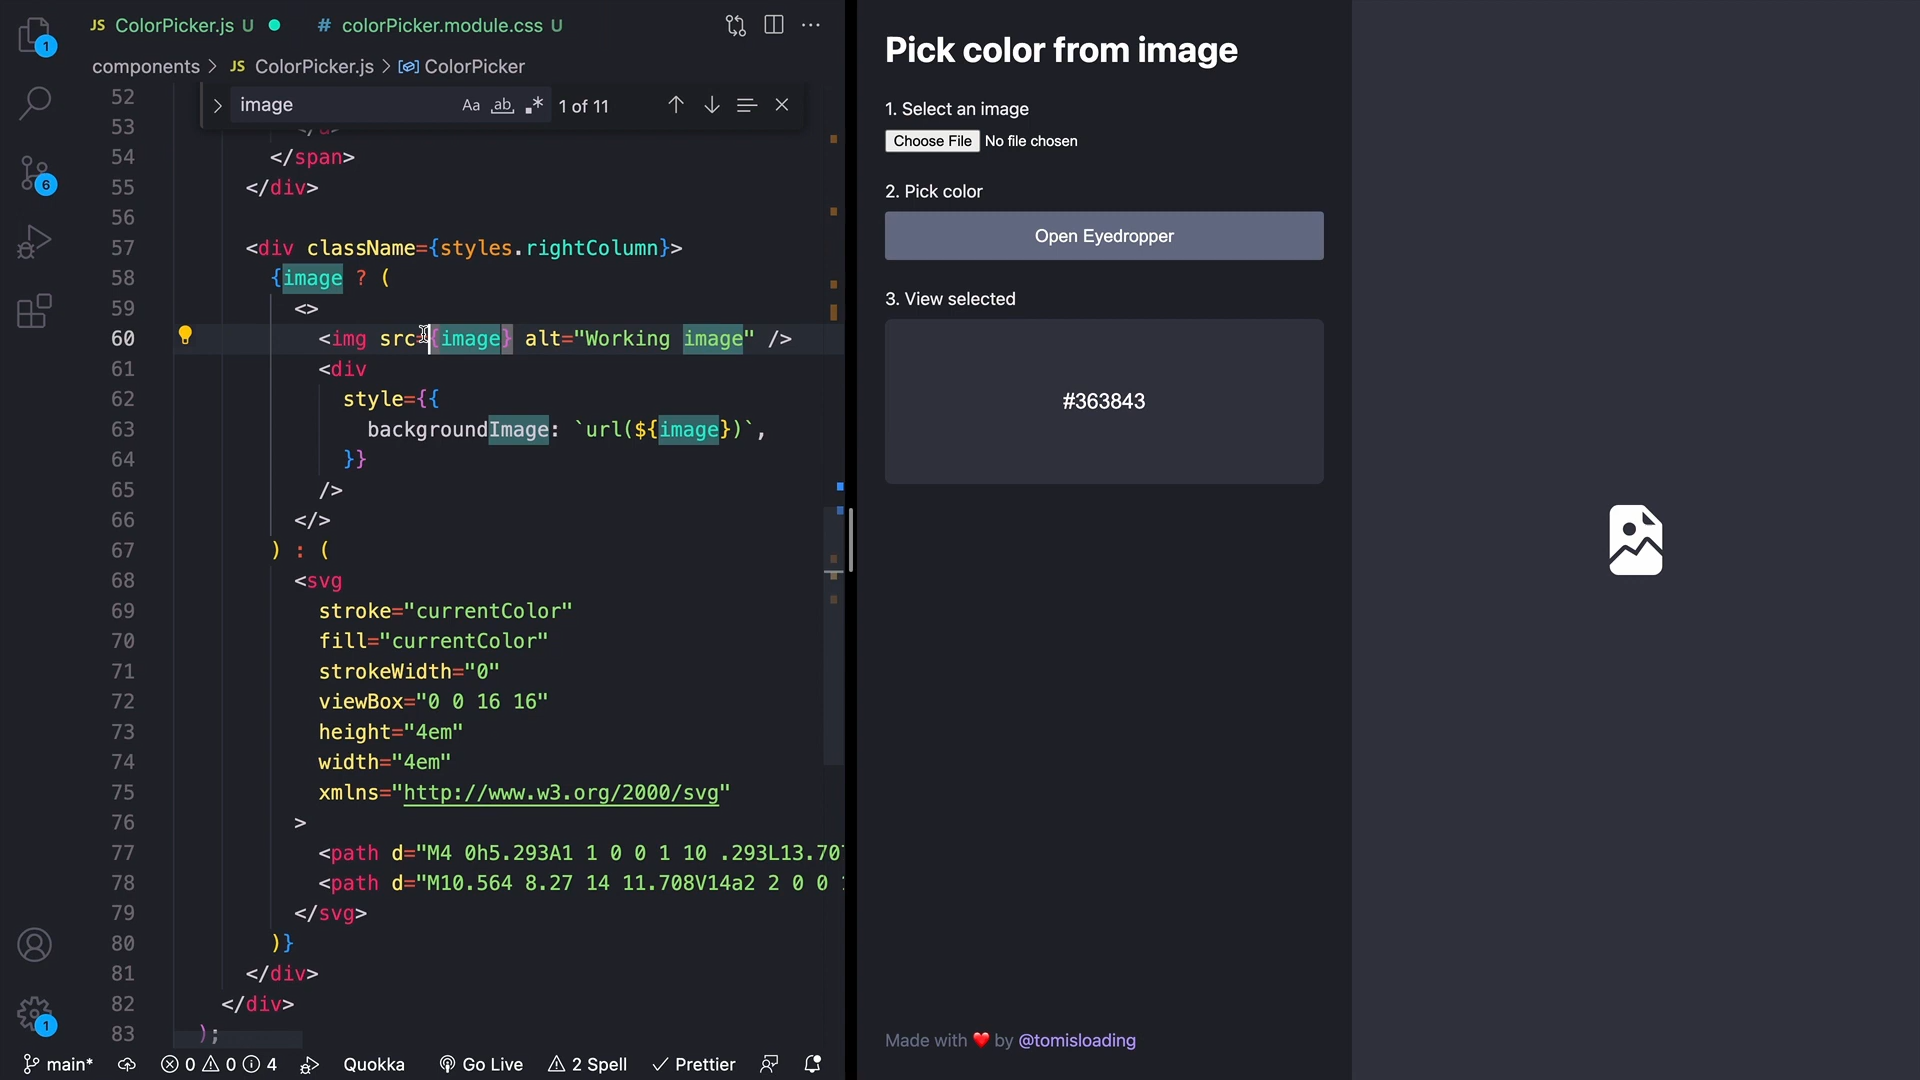 JS ColorPicker.js U
# colorPicker.module.css U
components > JS ColorPicker.js > ColorPicker
image Aa ab 1 of 11
52
53 </a>
54 </span>
55 </div>
56
57 <div className={styles.rightColumn}>
58 {image ? (
59 <>
60 <img src={image} alt="Working image" />
61 <div
62 style={{
63 backgroundImage: `url(${image})`,
64 }}
65 />
66 </>
67 ) : (
68 <svg
69 stroke="currentColor"
70 fill="currentColor"
71 strokeWidth="0"
72 viewBox="0 0 16 16"
73 height="4em"
74 width="4em"
75 xmlns="http://www.w3.org/2000/svg"
76 >
77 <path d="M4 0h5.293A1 1 0 0 1 10 .293L13.707
78 <path d="M10.564 8.27 14 11.708V14a2 2 0 0
79 </svg>
80 )}
81 </div>
82 </div>
83 );
1
6
1
main* 0 0 4 Quokka Go Live 2 Spell Prettier
Pick color from image
1. Select an image
Choose File No file chosen
2. Pick color
Open Eyedropper
3. View selected
#363843
Made with ❤️ by @tomisloading